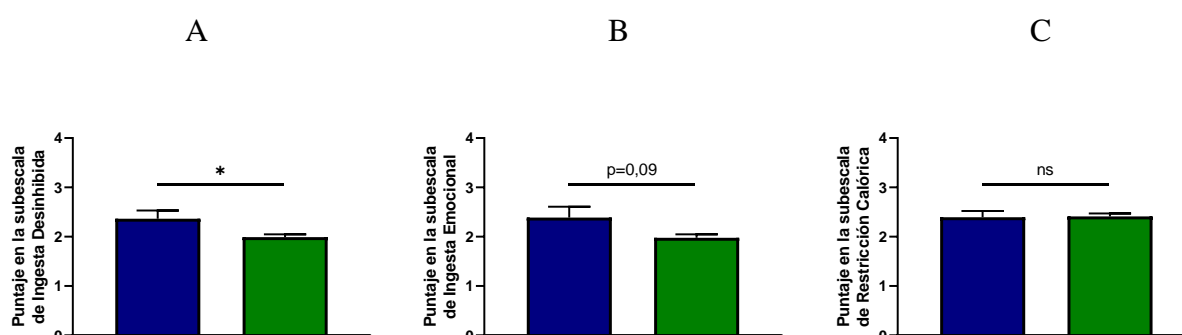 A
B
C
Puntaje en la subescala
de Ingesta Desinhibida
4
3
2
1
0
*
Puntaje en la subescala
de Ingesta Emocional
4
3
2
1
0
p=0,09
Puntaje en la subescala
de Restricción Calórica
4
3
2
1
0
ns